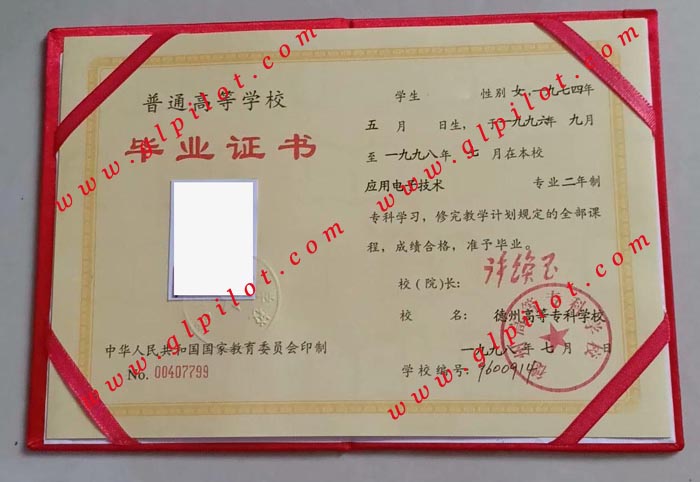 普通高等学校
毕业证书
中华人民共和国国家教育委员会印制
No. 00407799
学生 性别 女 一九七四年
五 月 日生，于一九九六年 九月
至一九九八年 七 月在本校
应用电子技术 专业二年制
专科学习，修完教学计划规定的全部课
程，成绩合格，准予毕业。
校（院）长：
校 名： 德州高等专科学校
一九九八年七月 日
学校编号：9600914
www.glpilot.com
www.glpilot.com
www.glpilot.com
www.glpilot.com
www.glpilot.com